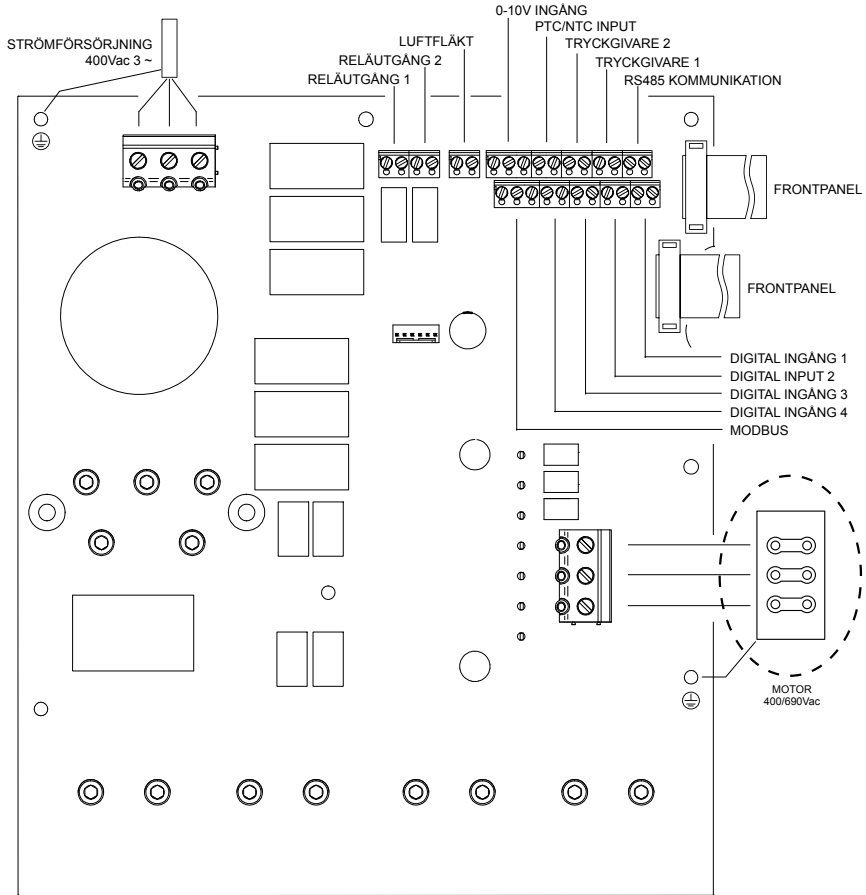 0-10V INGÅNG
PTC/NTC INPUT
STRÖMFÖRSÖRJNING
400Vac 3 ~
LUFTFLÄKT
TRYCKGIVARE 2
RELÄUTGÅNG 2
TRYCKGIVARE 1
RELÄUTGÅNG 1
RS485 KOMMUNIKATION
FRONTPANEL
FRONTPANEL
DIGITAL INGÅNG 1
DIGITAL INPUT 2
DIGITAL INGÅNG 3
DIGITAL INGÅNG 4
MODBUS
MOTOR
400/690Vac